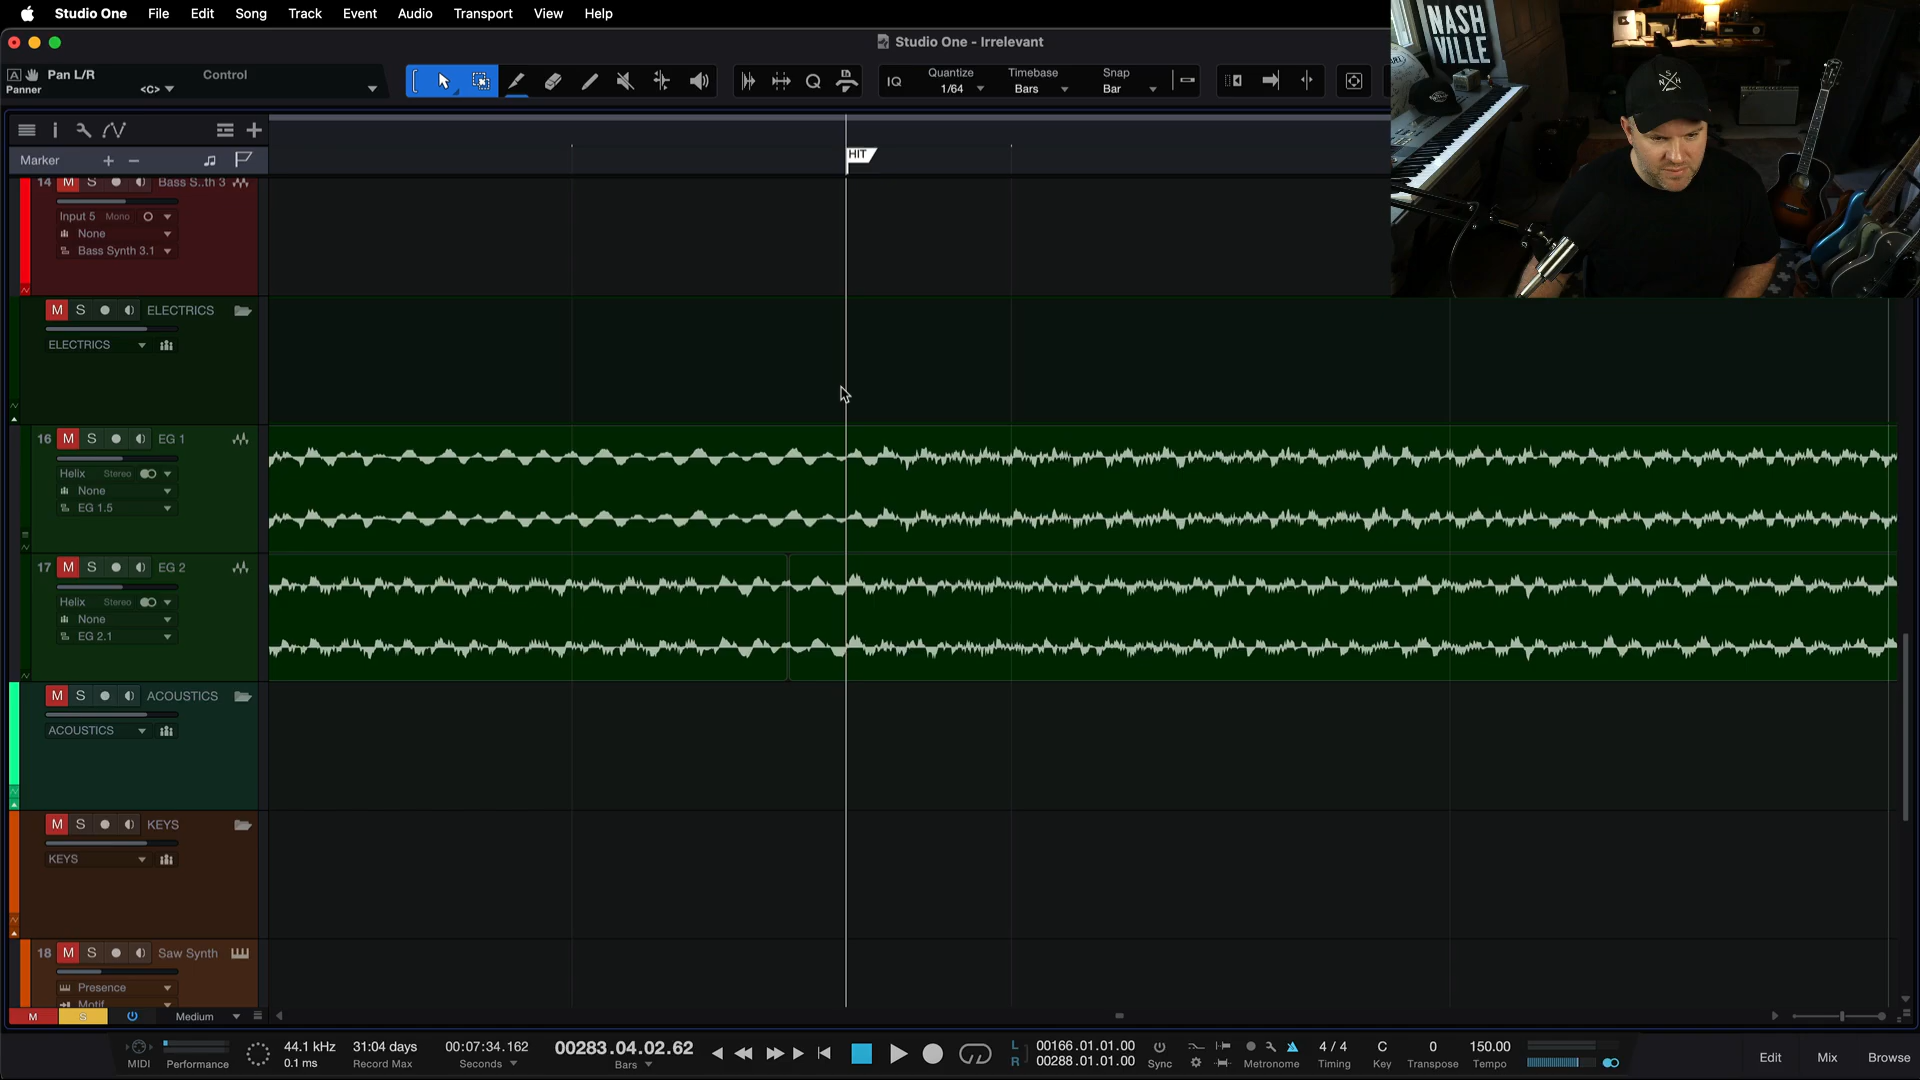 Studio One File Edit Song Track Event Audio Transport View Help
Studio One - Irrelevant
A Pan L/R Control
Panner <C>
IQ Quantize Timebase Snap
1/64 Bars Bar
Marker
HIT
14 M S Bass S..th 3
Input 5 Mono
None
Bass Synth 3.1
M S ELECTRICS
ELECTRICS
16 M S EG 1
Helix Stereo
None
EG 1.5
17 M S EG 2
Helix Stereo
None
EG 2.1
M S ACOUSTICS
ACOUSTICS
M S KEYS
KEYS
18 M S Saw Synth
Presence
Motif
M S Medium
MIDI Performance
44.1 kHz
0.1 ms
31:04 days
Record Max
00:07:34.162
Seconds
00283.04.02.62
Bars
L 00166.01.01.00
R 00288.01.01.00
Sync
Metronome
4 / 4
Timing
C
Key
0
Transpose
150.00
Tempo
Edit Mix Browse
NASH
VILLE